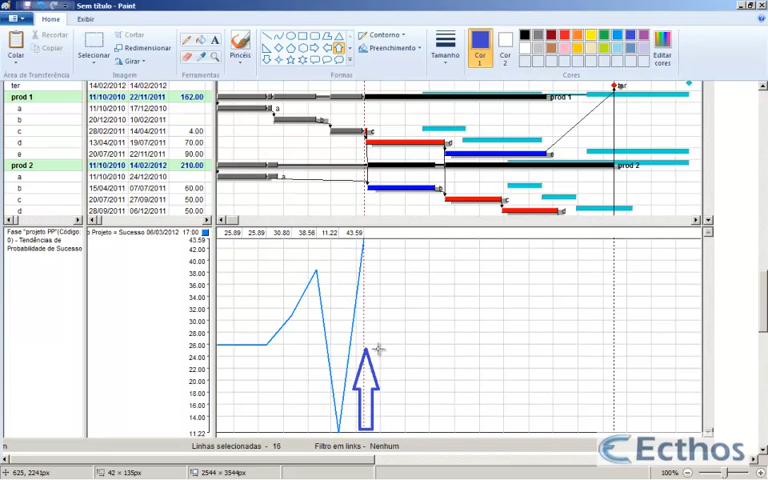 Sem título - Paint
Home Exibir
Colar
Recortar
Copiar
Área de Transferência
Selecionar
Cortar
Redimensionar
Girar
Imagem
Ferramentas
Pincéis
Contorno
Preenchimento
Formas
Tamanho
Cor 1
Cor 2
Cores
Editar cores
ter 14/02/2012 14/02/2012
prod 1 11/10/2010 22/11/2011 162.00 prod 1
a 11/10/2010 17/12/2010 a
b 20/12/2010 10/02/2011 b
c 28/02/2011 14/04/2011 4.00 c
d 13/04/2011 19/07/2011 70.00 d
e 20/07/2011 22/11/2011 90.00 e
prod 2 11/10/2010 14/02/2012 210.00 prod 2
a 11/10/2010 24/12/2010 a
b 15/04/2011 07/07/2011 60.00 b
c 20/07/2011 27/09/2011 50.00 c
d 28/09/2011 06/12/2011 50.00 d
Fase "projeto PP"(Código:
0) - Tendências de
Probabilidade de Sucesso
o Projeto = Sucesso 06/03/2012 17:00
25.89 25.89 30.80 38.56 11.22 43.59
43.59
42.00
40.00
38.00
36.00
34.00
32.00
30.00
28.00
26.00
24.00
22.00
20.00
18.00
16.00
14.00
11.22
Linhas selecionadas - 16 Filtro em links - Nenhum
Ecthos
625, 2241px 42 × 135px 2544 × 3544px 100%